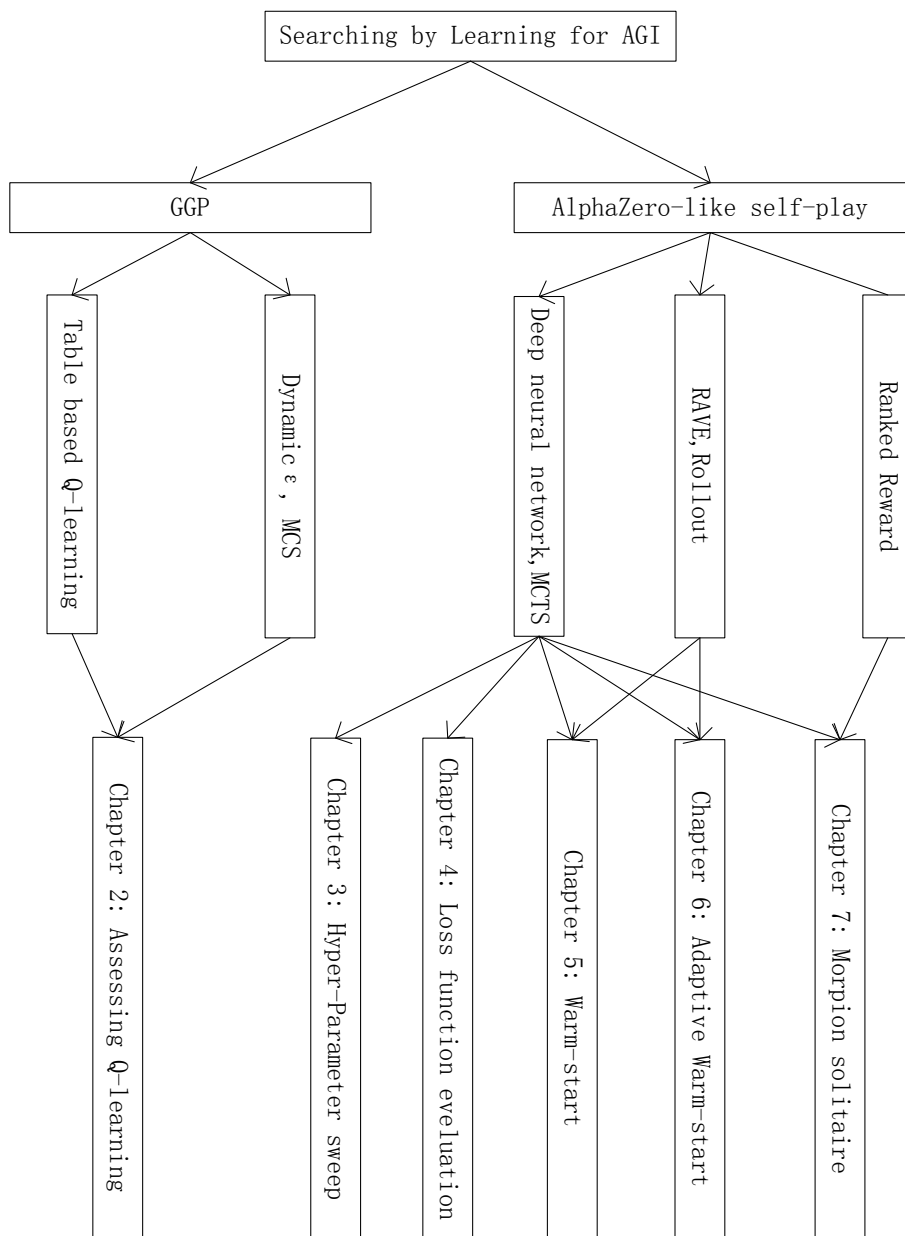 Searching by Learning for AGI
GGP
AlphaZero-like self-play
Table based Q-learning
Dynamic ε, MCS
Deep neural network,MCTS
RAVE,Rollout
Ranked Reward
Chapter 2: Assessing Q-learning
Chapter 3: Hyper-Parameter sweep
Chapter 4: Loss function eveluation
Chapter 5: Warm-start
Chapter 6: Adaptive Warm-start
Chapter 7: Morpion solitaire